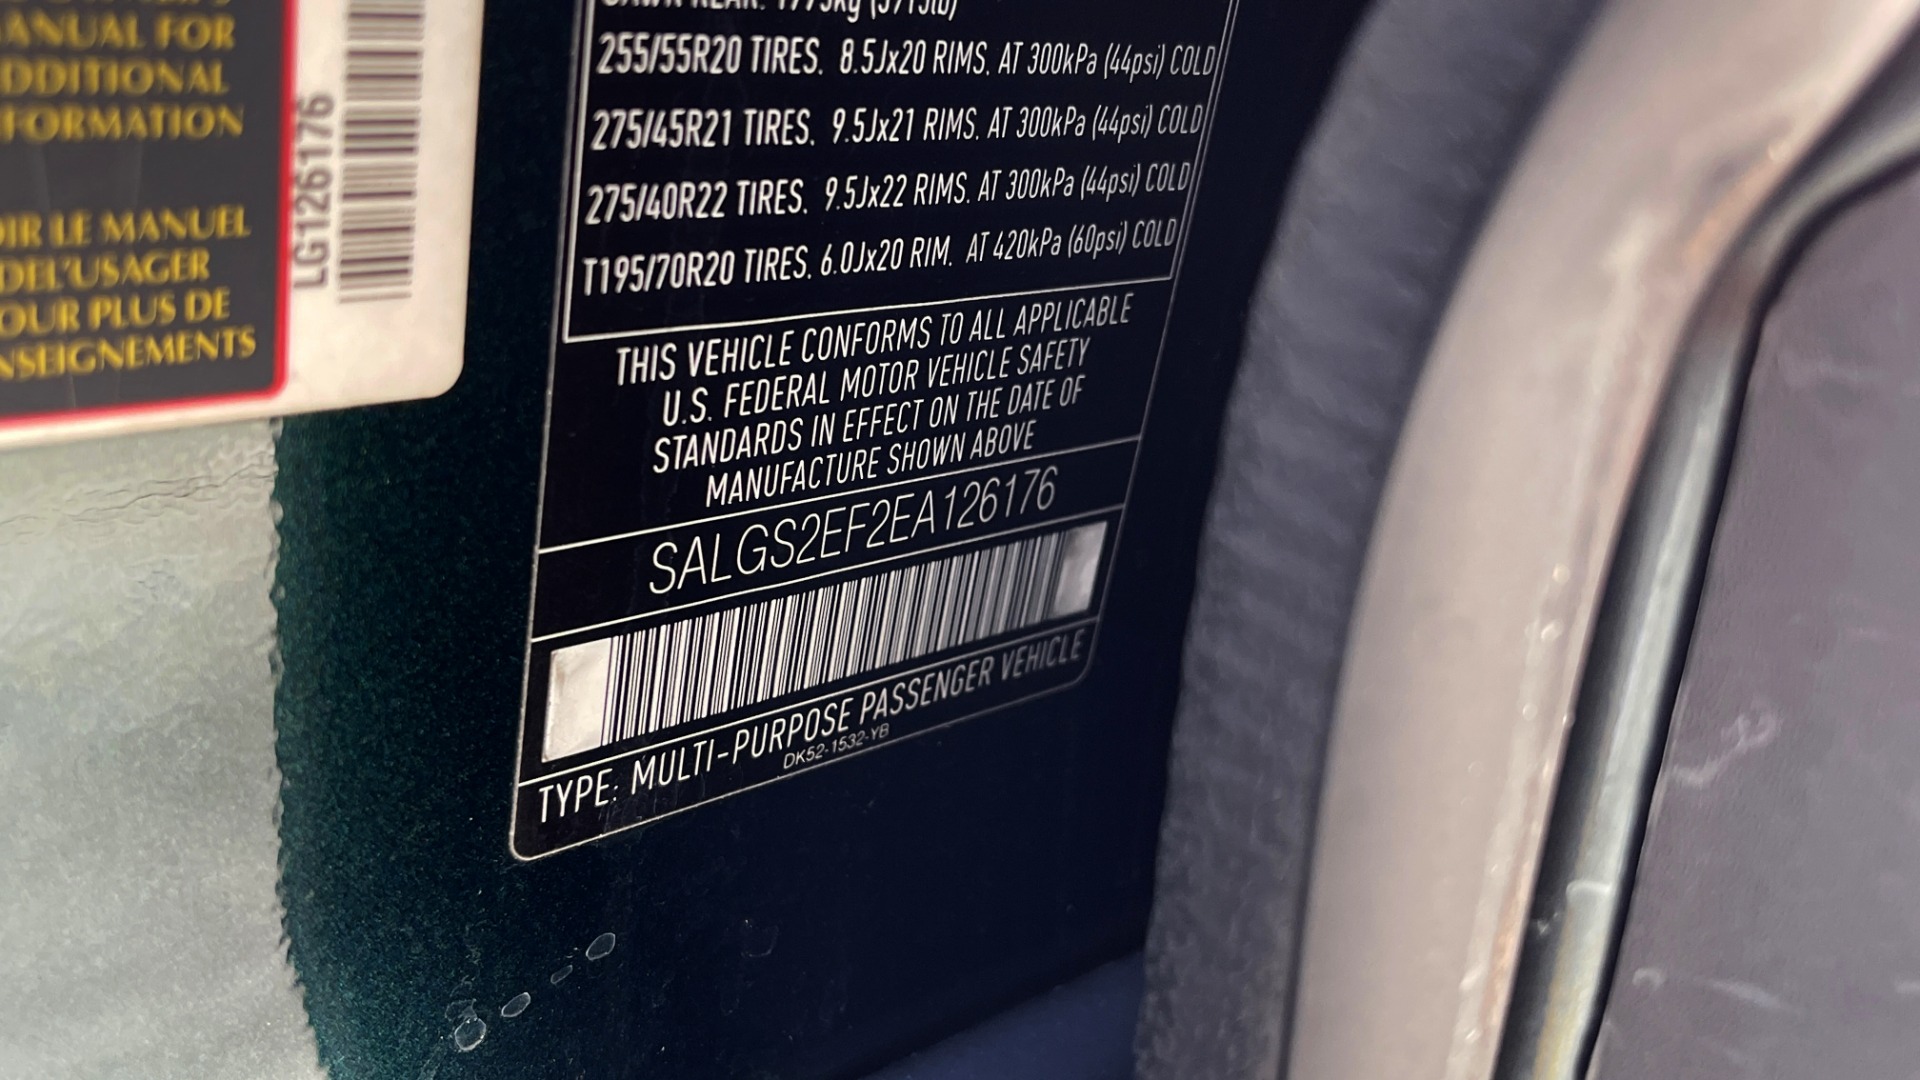 ANUAL FOR
DDITIONAL
FORMATION
OIR LE MANUEL
DEL'USAGER
OUR PLUS DE
NSEIGNEMENTS
LG126176
255/55R20 TIRES. 8.5Jx20 RIMS. AT 300kPa (44psi) COLD
275/45R21 TIRES. 9.5Jx21 RIMS. AT 300kPa (44psi) COLD
275/40R22 TIRES. 9.5Jx22 RIMS. AT 300kPa (44psi) COLD
T195/70R20 TIRES. 6.0Jx20 RIM. AT 420kPa (60psi) COLD
THIS VEHICLE CONFORMS TO ALL APPLICABLE
U.S. FEDERAL MOTOR VEHICLE SAFETY
STANDARDS IN EFFECT ON THE DATE OF
MANUFACTURE SHOWN ABOVE
SALGS2EF2EA126176
TYPE: MULTI-PURPOSE PASSENGER VEHICLE
DK52-1532-YB